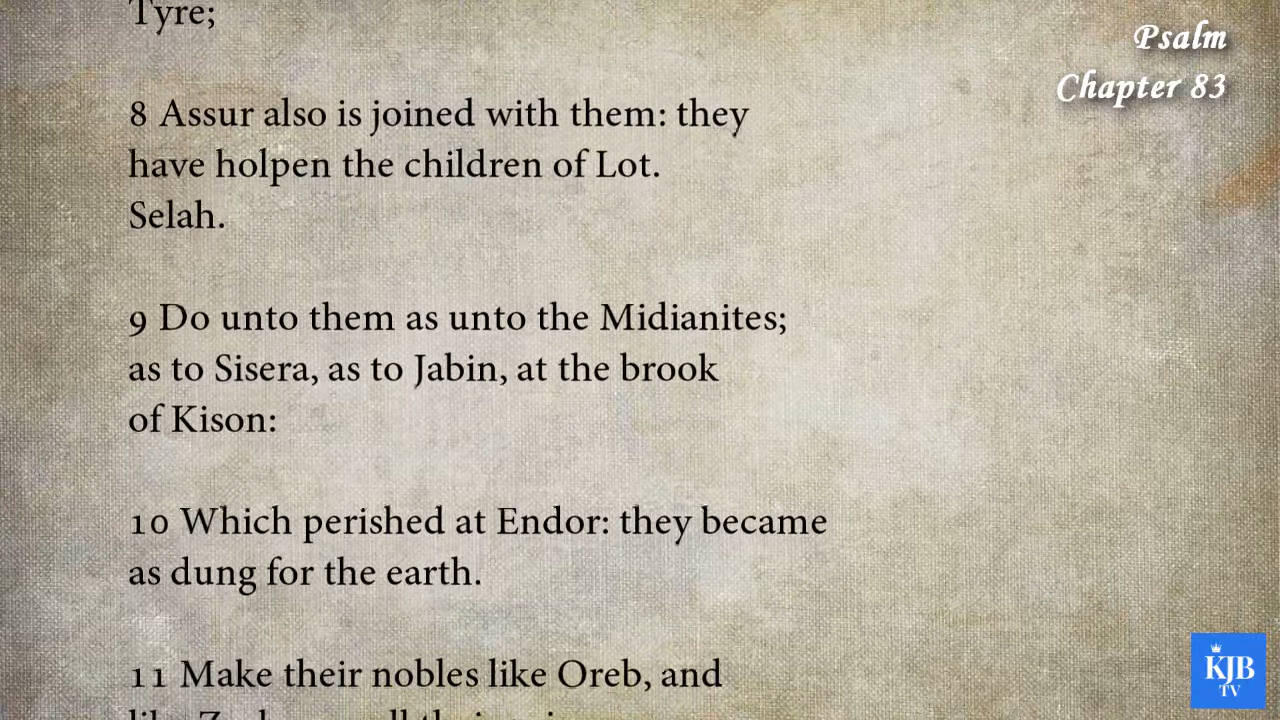 Tyre;
Psalm
Chapter 83
8 Assur also is joined with them: they
have holpen the children of Lot.
Selah.
9 Do unto them as unto the Midianites;
as to Sisera, as to Jabin, at the brook
of Kison:
10 Which perished at Endor: they became
as dung for the earth.
11 Make their nobles like Oreb, and
KJB
TV